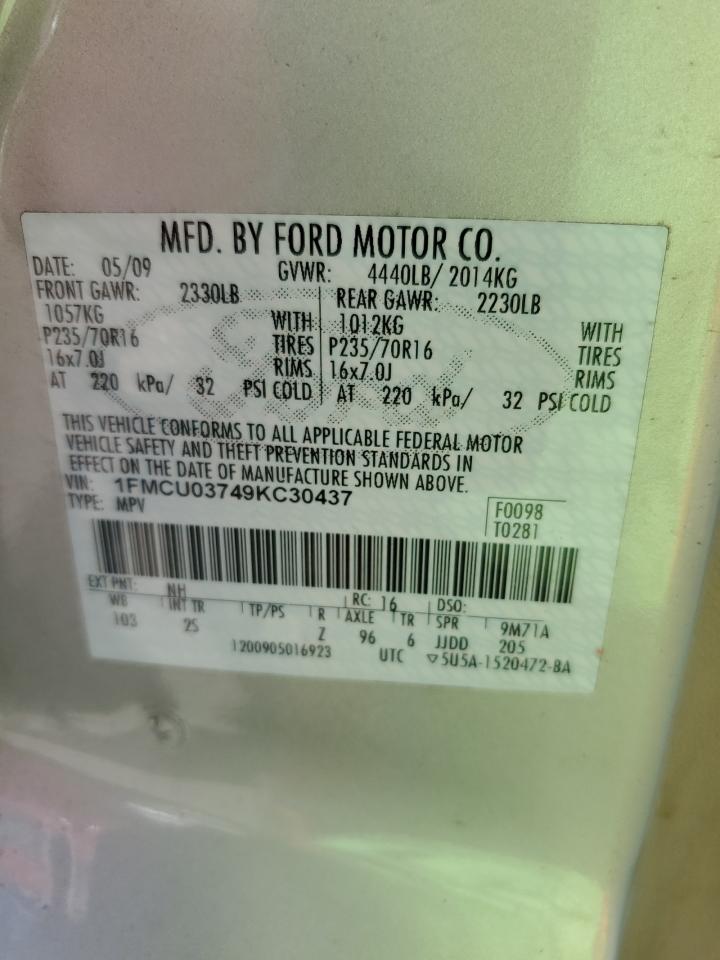 MFD. BY FORD MOTOR CO.
DATE: 05/09 GVWR: 4440LB/ 2014KG
FRONT GAWR: 2330LB REAR GAWR: 2230LB
1057KG WITH 1012KG WITH
P235/70R16 TIRES P235/70R16 TIRES
16x7.0J RIMS 16x7.0J RIMS
AT 220 kPa/ 32 PSI COLD AT 220 kPa/ 32 PSI COLD
THIS VEHICLE CONFORMS TO ALL APPLICABLE FEDERAL MOTOR
VEHICLE SAFETY AND THEFT PREVENTION STANDARDS IN
EFFECT ON THE DATE OF MANUFACTURE SHOWN ABOVE.
VIN: 1FMCU03749KC30437
TYPE: MPV
F0098
T0281
EXT PNT: NH RC: 16 DSO:
WB INT TR TP/PS R AXLE TR SPR 9M71A
103 25 Z 96 6 JJDD 205
1200905016923 UTC ▽5U5A-1520472-BA